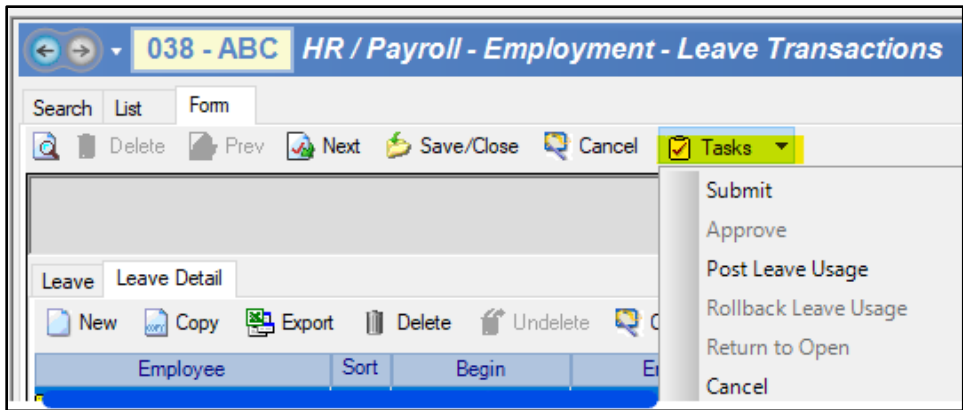 038 - ABC HR / Payroll - Employment - Leave Transactions
Search List Form
Delete Prev Next Save/Close Cancel Tasks
Submit
Approve
Post Leave Usage
Rollback Leave Usage
Return to Open
Cancel
Leave Leave Detail
New Copy Export Delete Undelete
Employee Sort Begin